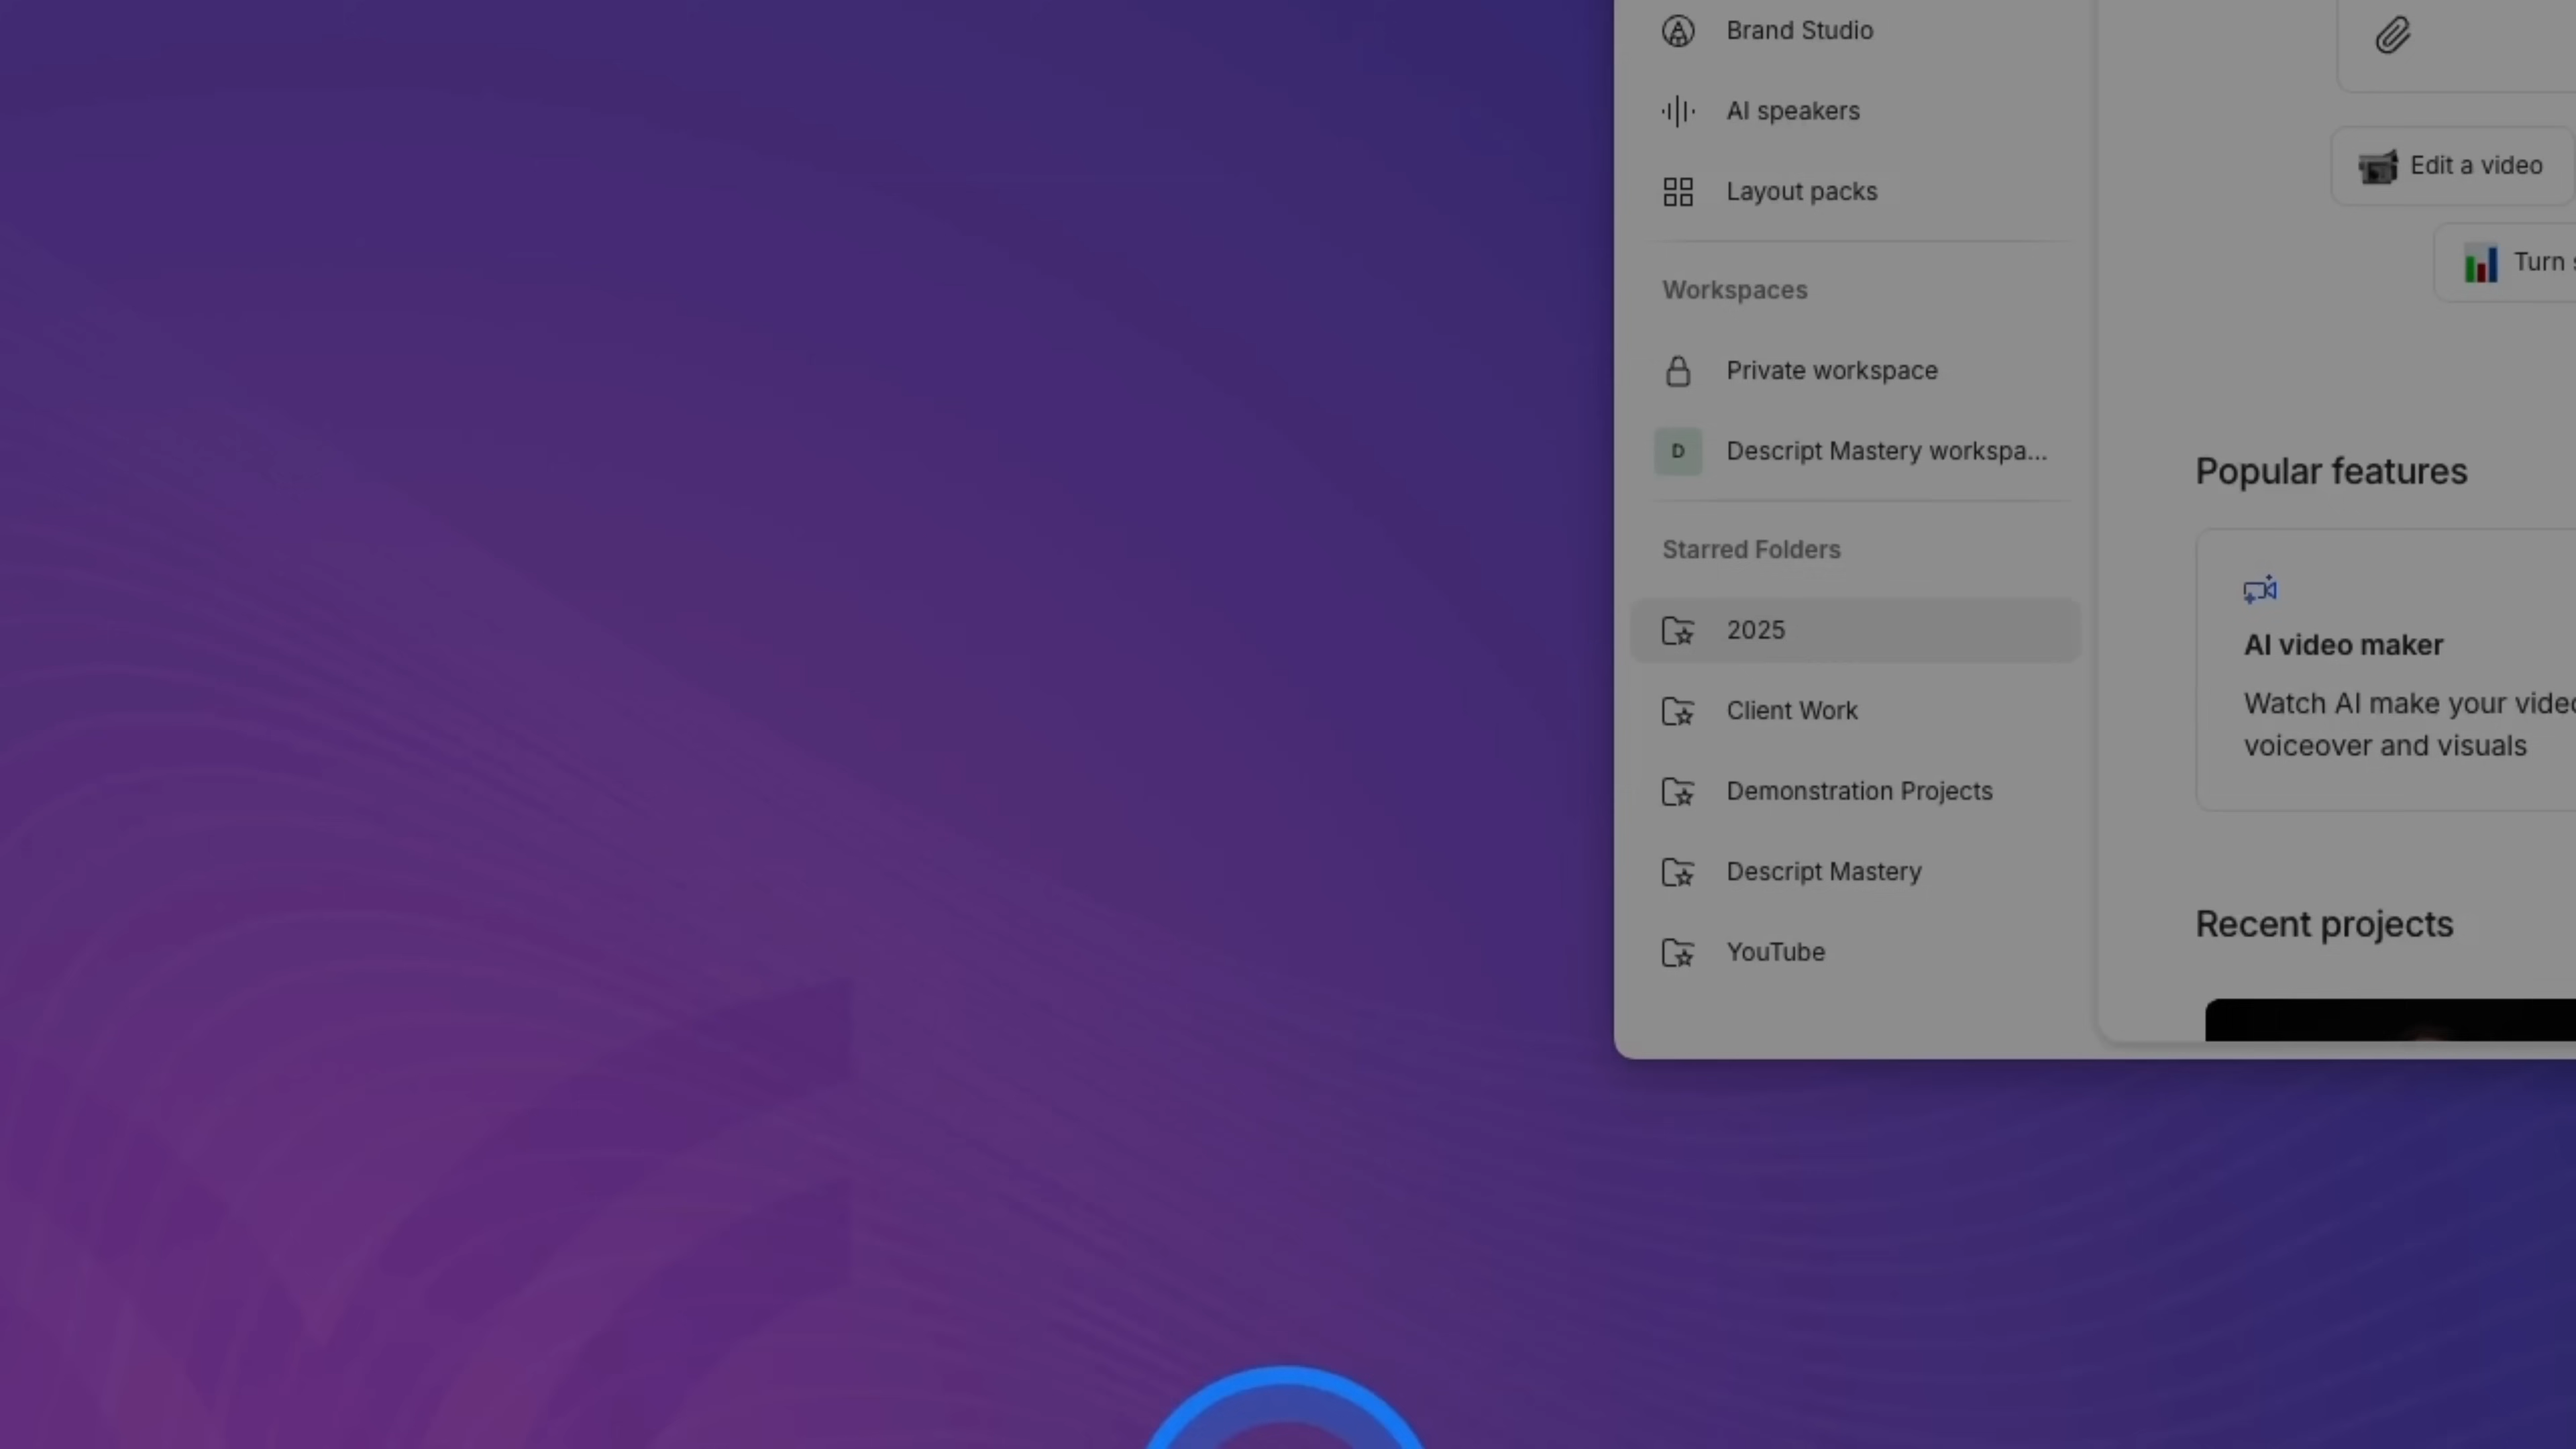 Brand Studio
AI speakers
Layout packs
Workspaces
Private workspace
D
Descript Mastery workspa...
Starred Folders
2025
Client Work
Demonstration Projects
Descript Mastery
YouTube
Edit a video
Turn
Popular features
AI video maker
Watch AI make your video
voiceover and visuals
Recent projects